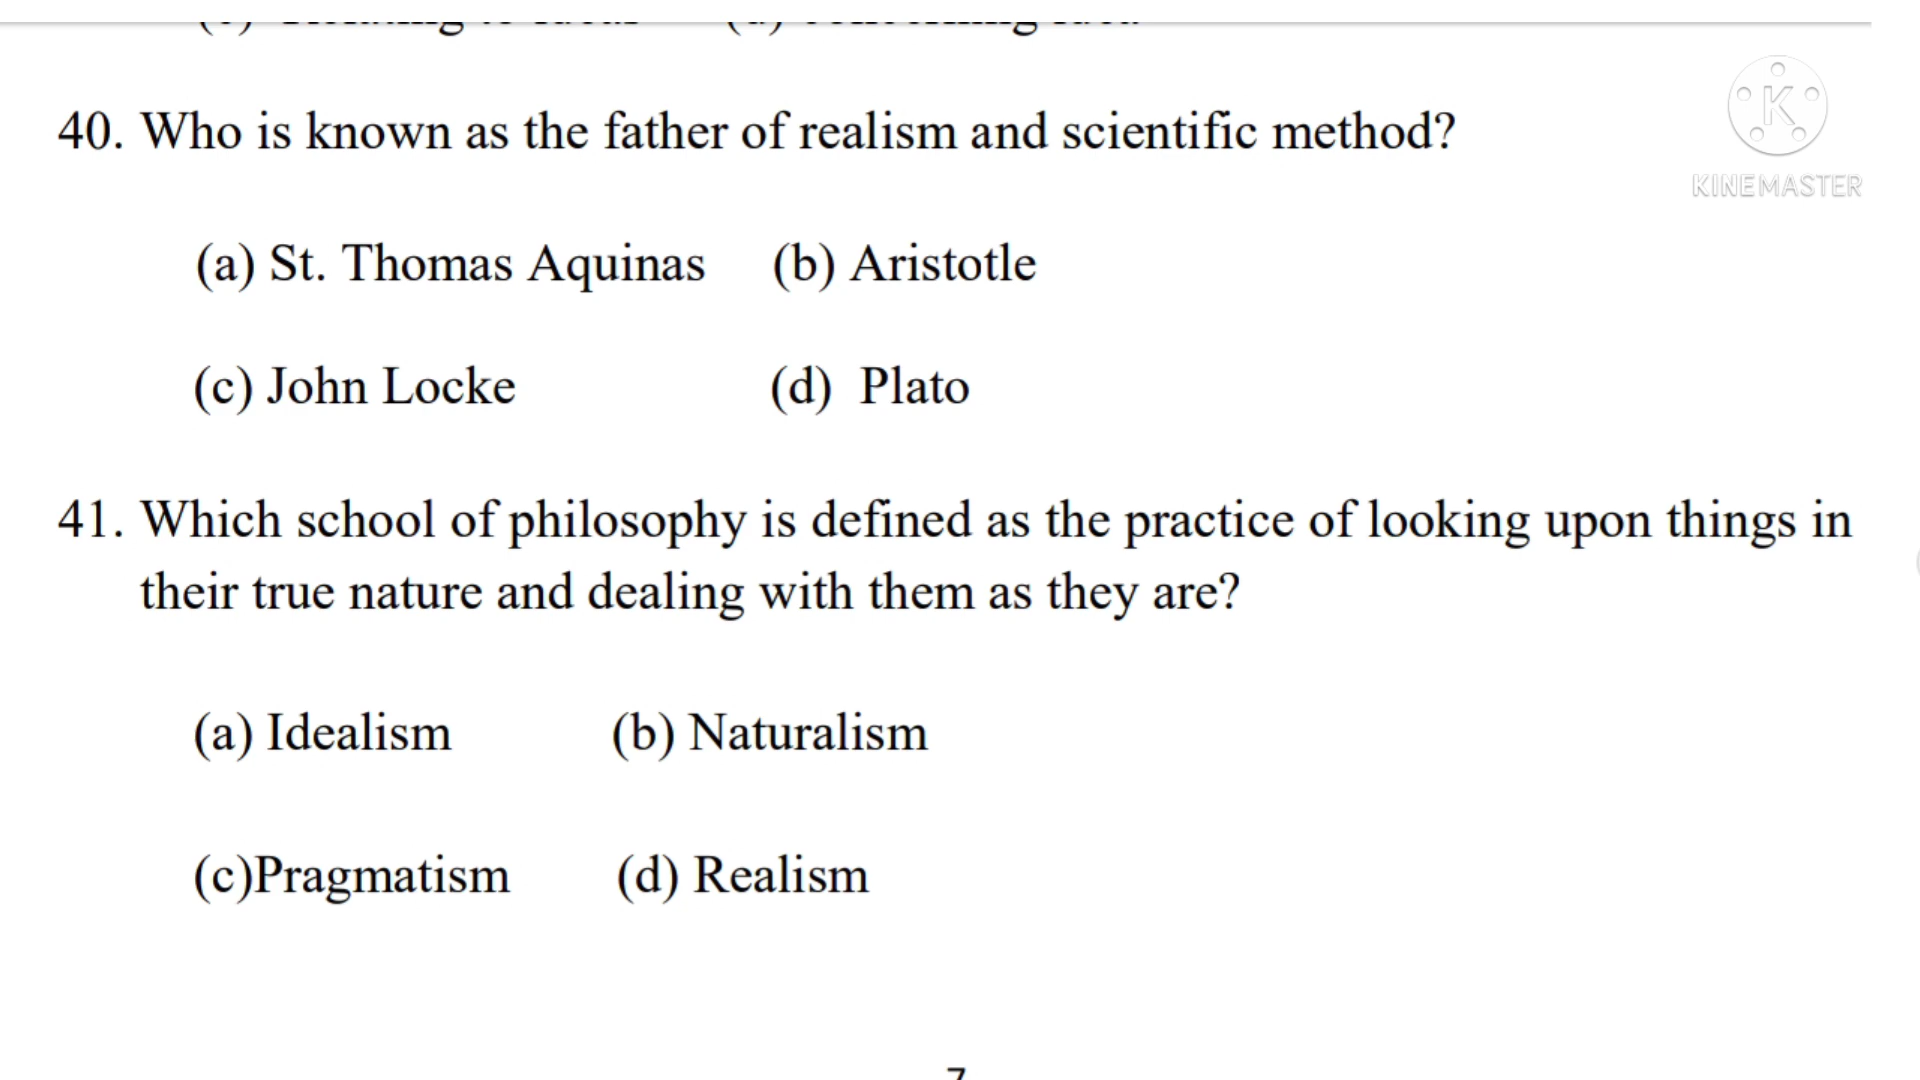 40. Who is known as the father of realism and scientific method?
KINEMASTER
(a) St. Thomas Aquinas (b) Aristotle
(c) John Locke (d) Plato
41. Which school of philosophy is defined as the practice of looking upon things in
their true nature and dealing with them as they are?
(a) Idealism (b) Naturalism
(c)Pragmatism (d) Realism